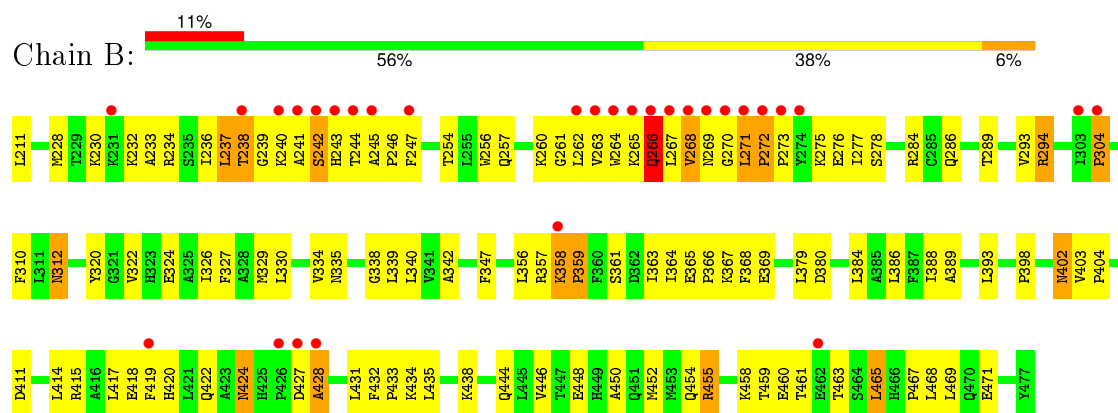 11%
Chain B:
56% 38% 6%
L211 N228 T229 K230 K231 K232 A233 R234 S235 I236 L237 T238 G239 K240 A241 S242 H243 T244 A245 P246 F247 T254 L255 W256 Q257 K260 G261 L262 V263 W264 K265 Q266 L267 V268 N269 G270 L271 P272 P273 Y274 K275 E276 I277 S278 R284 C285 Q286 T289 V293 R294 I303 P304
F310 L311 N312 Y320 G321 V322 H323 E324 A325 I326 F327 A328 M329 L330 V334 N335 G338 L339 L340 V341 A342 F347 L356 R357 K358 P359 F360 S361 D362 I363 I364 E365 P366 K367 F368 E369 L379 D380 L384 A385 L386 F387 I388 A389 L393 P398 N402 V403 P404
D411 L414 R415 A416 L417 E418 F419 H420 L421 Q422 A423 N424 H425 P426 D427 A428 L431 F432 P433 K434 L435 K438 Q444 L445 V446 T447 E448 H449 A450 Q451 M452 M453 Q454 R455 K458 T459 E460 T461 E462 T463 S464 L465 H466 P467 L468 L469 Q470 E471 Y477